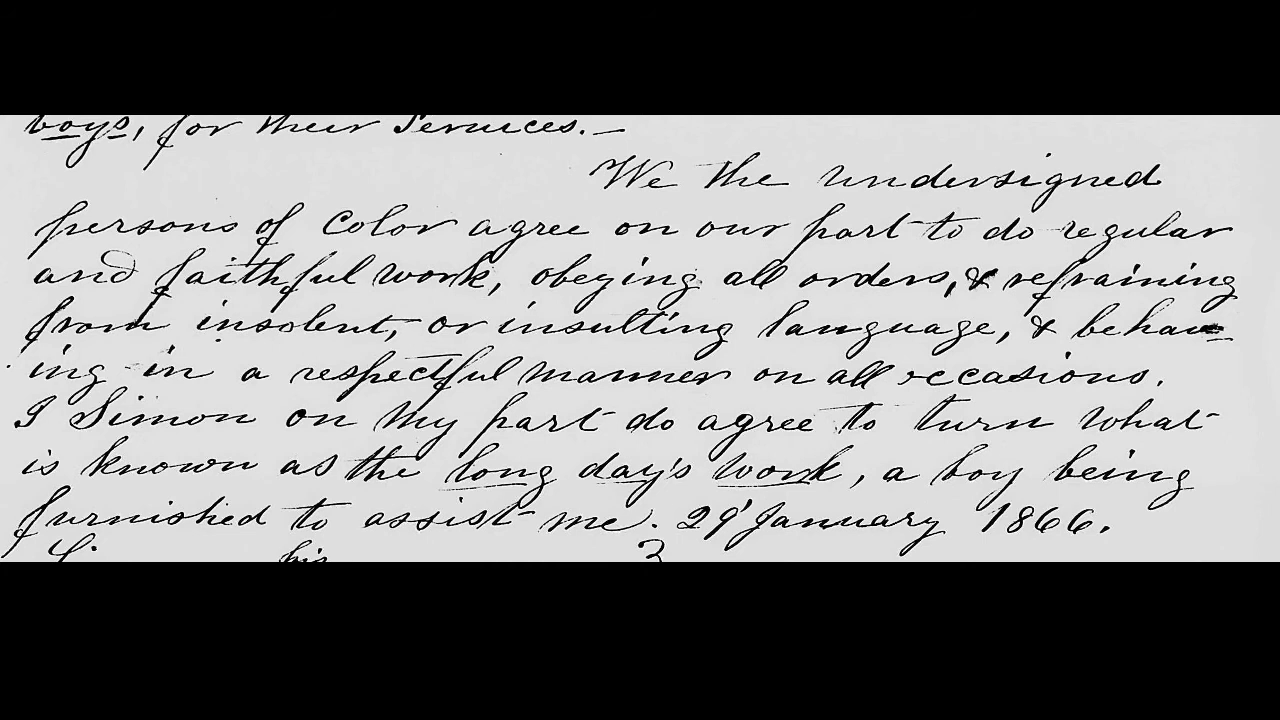 boys, for their Services. —
We the undersigned
persons of Color agree on our part to do regular
and faithful work, obeying all orders, & refraining
from insolent, or insulting language, & behav=
ing in a respectful manner on all occasions.
I Simon on my part do agree to turn what
is known as the long day's work, a boy being
furnished to assist me. 29' January 1866.
his